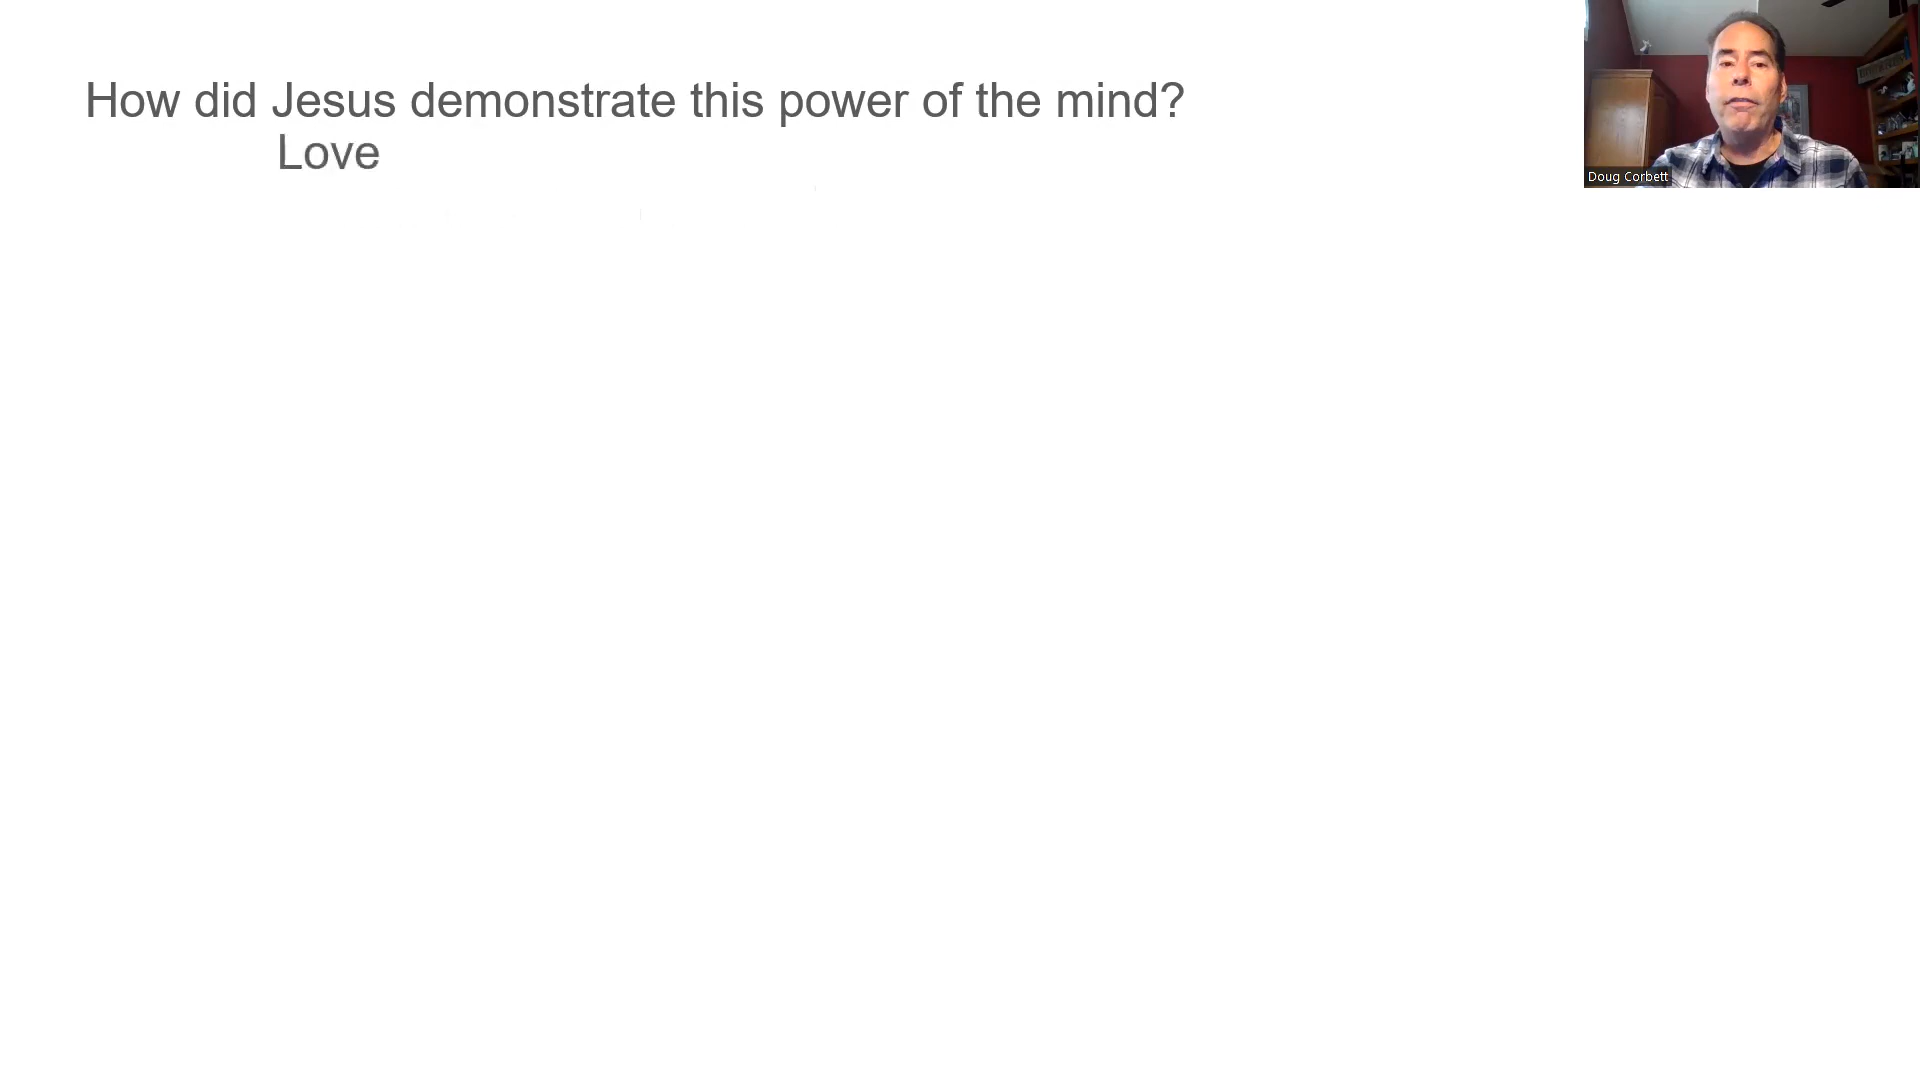 How did Jesus demonstrate this power of the mind?
Love
Doug Corbett